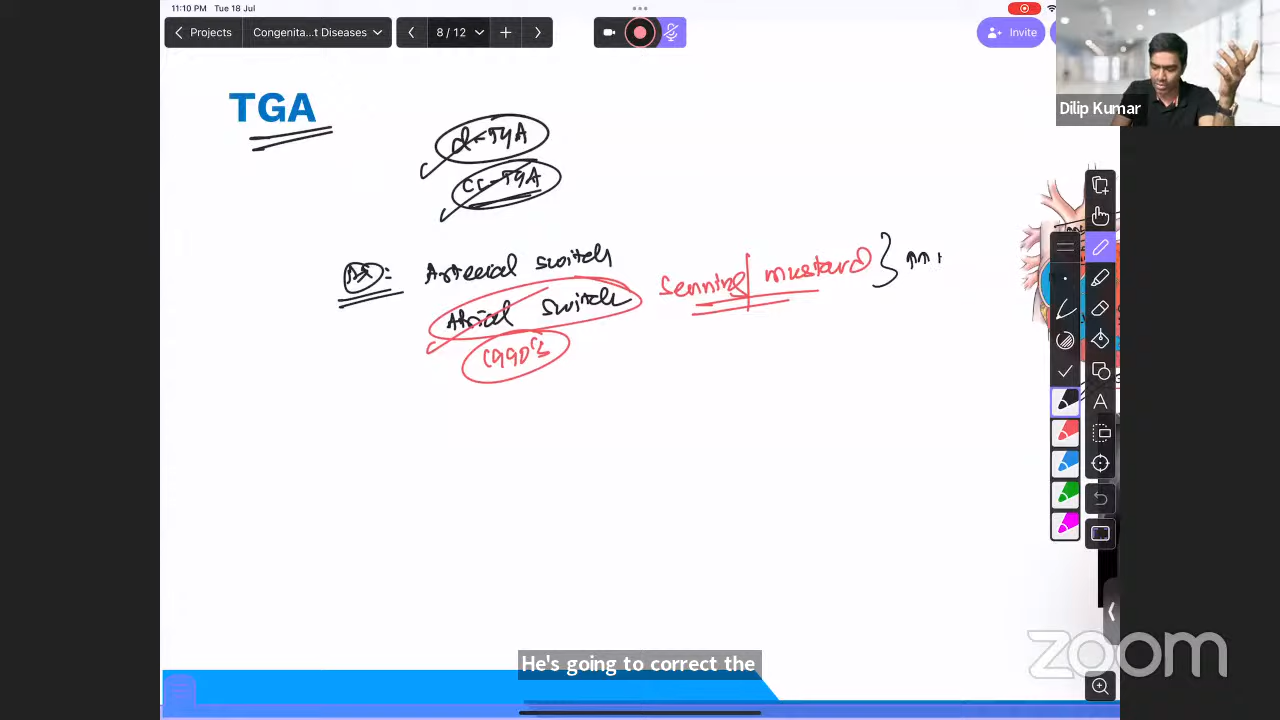 11:10 PM Tue 18 Jul
Projects Congenita...t Diseases 8 / 12 Invite
Dilip Kumar
TGA
d-TGA
cc-TGA
Rx: Arterial switch
Atrial switch Senning | mustard } ↑↑
1990's
He's going to correct the
zoom